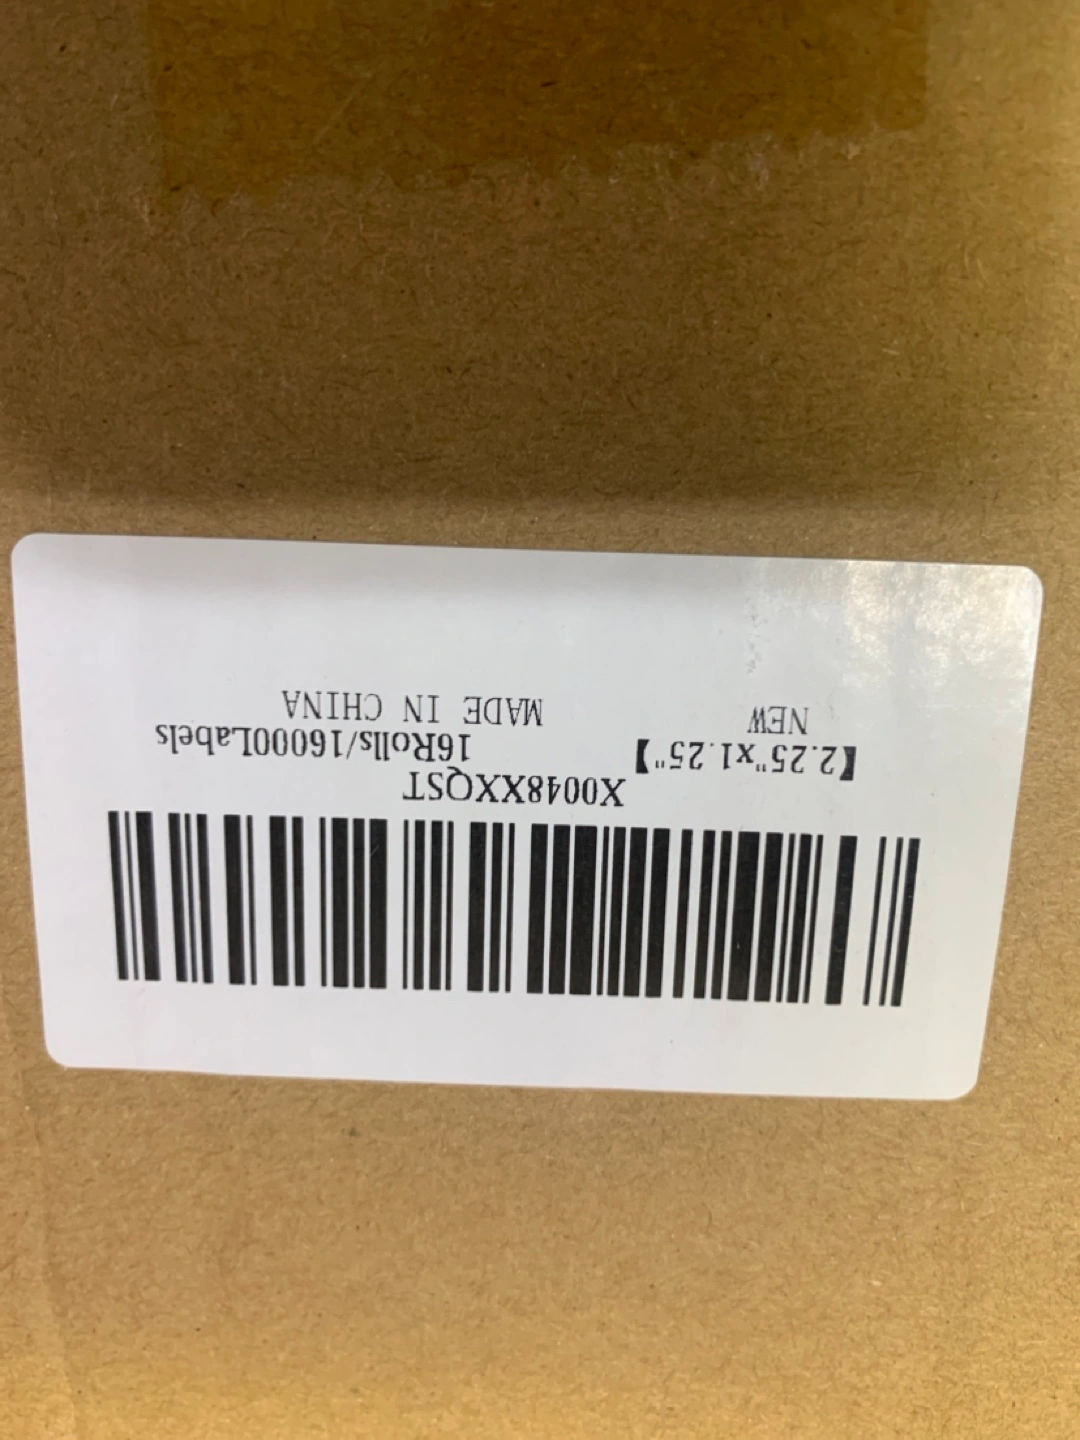 X0048XXQST
【2.25"x1.25"】 16Rolls/16000Labels
NEW MADE IN CHINA